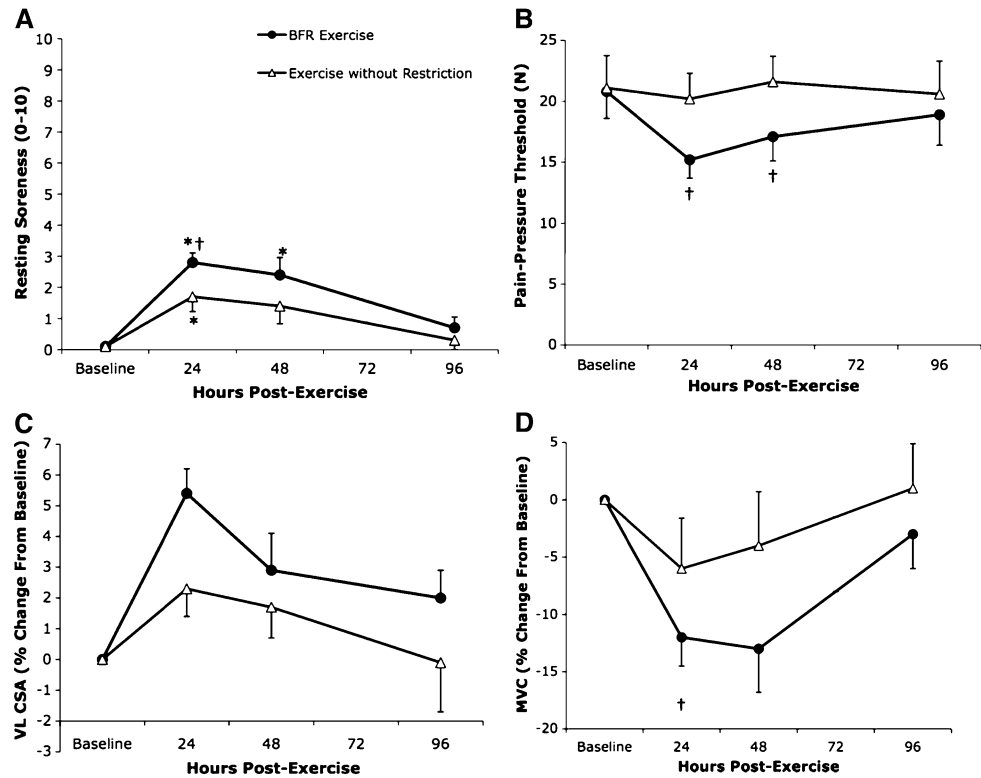 A
BFR Exercise
Exercise without Restriction
Resting Soreness (0-10)
10
9
8
7
6
5
4
3
2
1
0
*†
*
*
Baseline 24 48 72 96
Hours Post-Exercise
B
Pain-Pressure Threshold (N)
25
20
15
10
5
0
†
†
Baseline 24 48 72 96
Hours Post-Exercise
C
VL CSA (% Change From Baseline)
7
6
5
4
3
2
1
0
-1
-2
-3
Baseline 24 48 72 96
Hours Post-Exercise
D
MVC (% Change From Baseline)
5
0
-5
-10
-15
-20
†
Baseline 24 48 72 96
Hours Post-Exercise